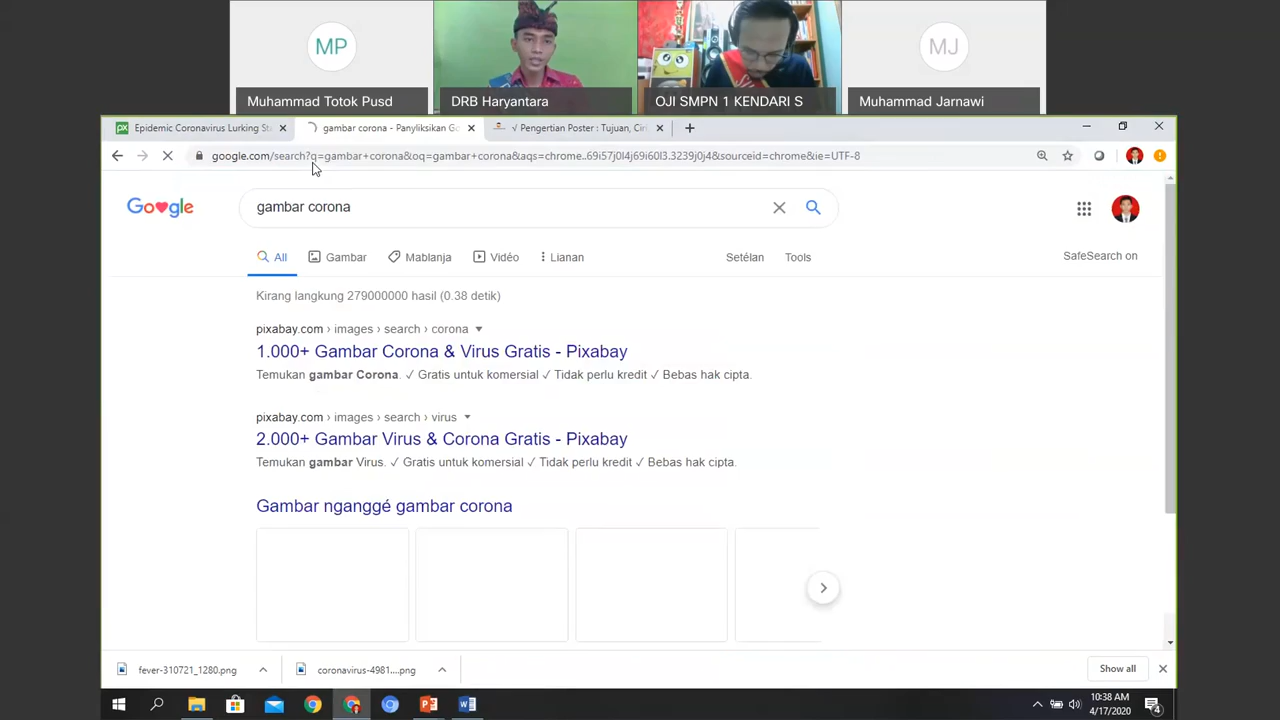 MP
MJ
Muhammad Totok Pusd
DRB Haryantara
OJI SMPN 1 KENDARI S
Muhammad Jarnawi
Epidemic Coronavirus Lurking St
gambar corona - Panyliksikan Go
√ Pengertian Poster : Tujuan, Cir
google.com/search?q=gambar+corona&oq=gambar+corona&aqs=chrome..69i57j0l4j69i60l3.3239j0j4&sourceid=chrome&ie=UTF-8
Google
gambar corona
All
Gambar
Mablanja
Vidéo
Lianan
Setélan
Tools
SafeSearch on
Kirang langkung 279000000 hasil (0.38 detik)
pixabay.com › images › search › corona
1.000+ Gambar Corona & Virus Gratis - Pixabay
Temukan gambar Corona. ✓ Gratis untuk komersial ✓ Tidak perlu kredit ✓ Bebas hak cipta.
pixabay.com › images › search › virus
2.000+ Gambar Virus & Corona Gratis - Pixabay
Temukan gambar Virus. ✓ Gratis untuk komersial ✓ Tidak perlu kredit ✓ Bebas hak cipta.
Gambar nganggé gambar corona
fever-310721_1280.png
coronavirus-4981....png
Show all
10:38 AM
4/17/2020
4